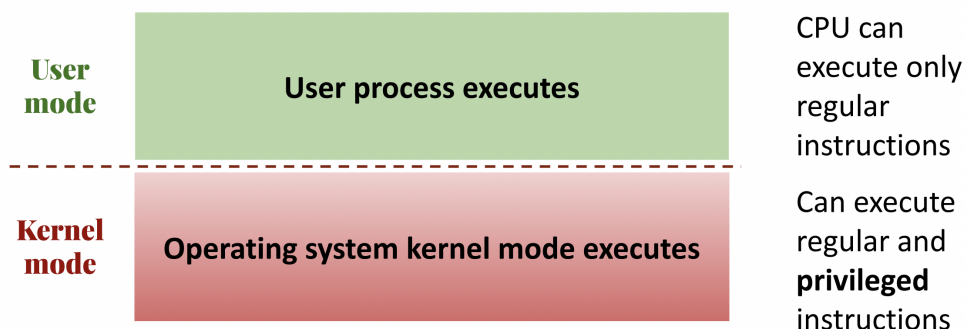 User
mode
User process executes
CPU can
execute only
regular
instructions
Kernel
mode
Operating system kernel mode executes
Can execute
regular and
privileged
instructions